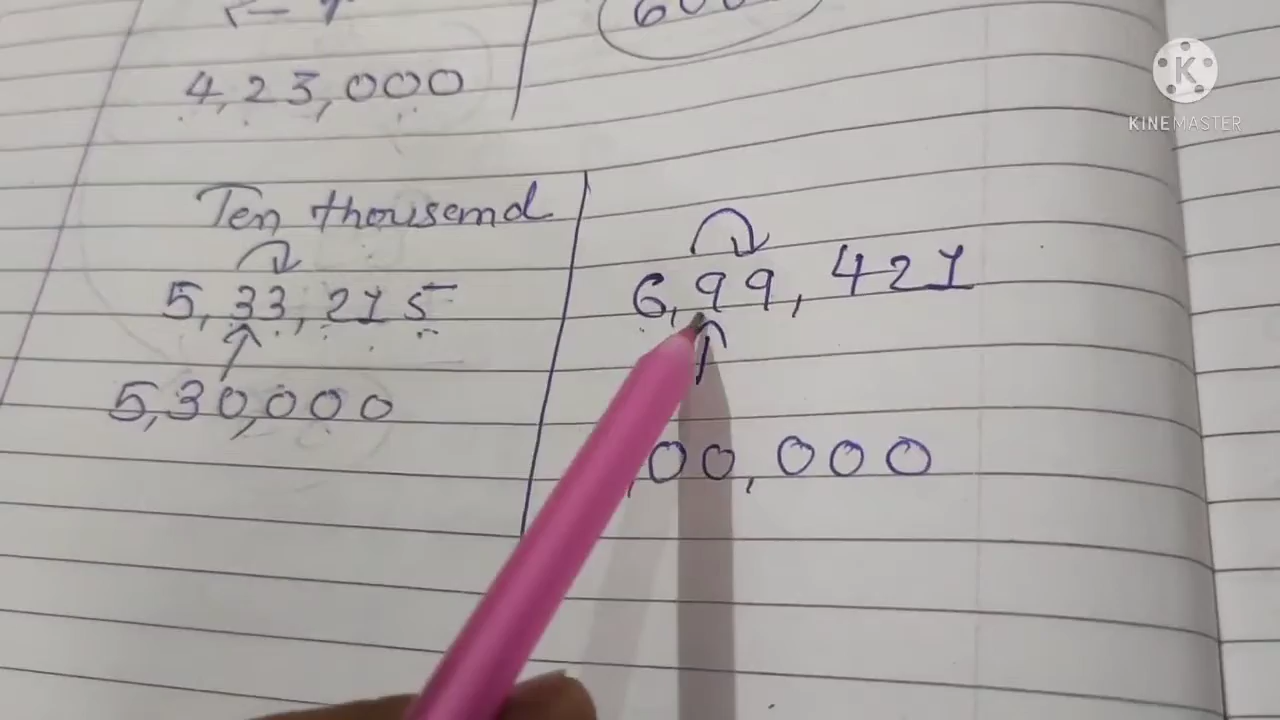 4,23,000
Ten thousand
5,33,215
5,30,000
6,99,421
,00,000
KINEMASTER